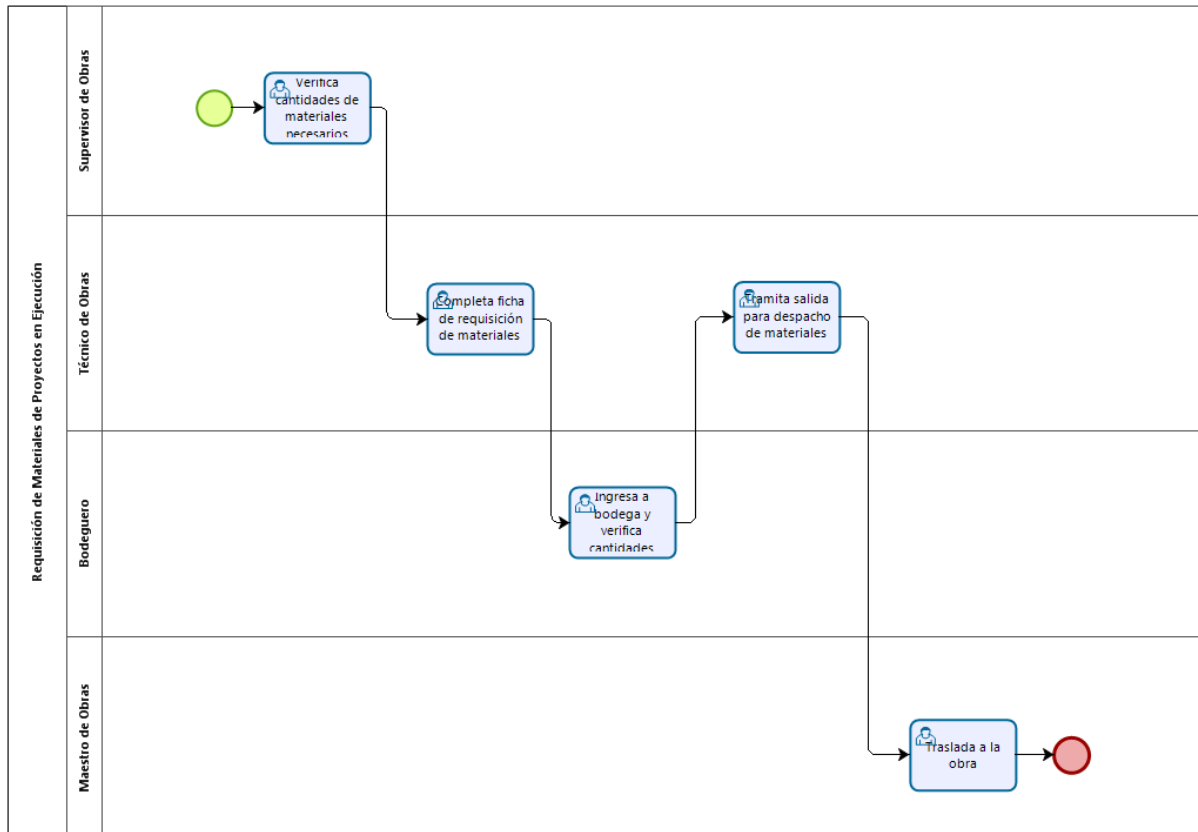 Requisición de Materiales de Proyectos en Ejecución
Supervisor de Obras
Verifica
cantidades de
materiales
necesarios
Técnico de Obras
Completa ficha
de requisición
de materiales
Tramita salida
para despacho
de materiales
Bodeguero
Ingresa a
bodega y
verifica
cantidades
Maestro de Obras
Traslada a la
obra